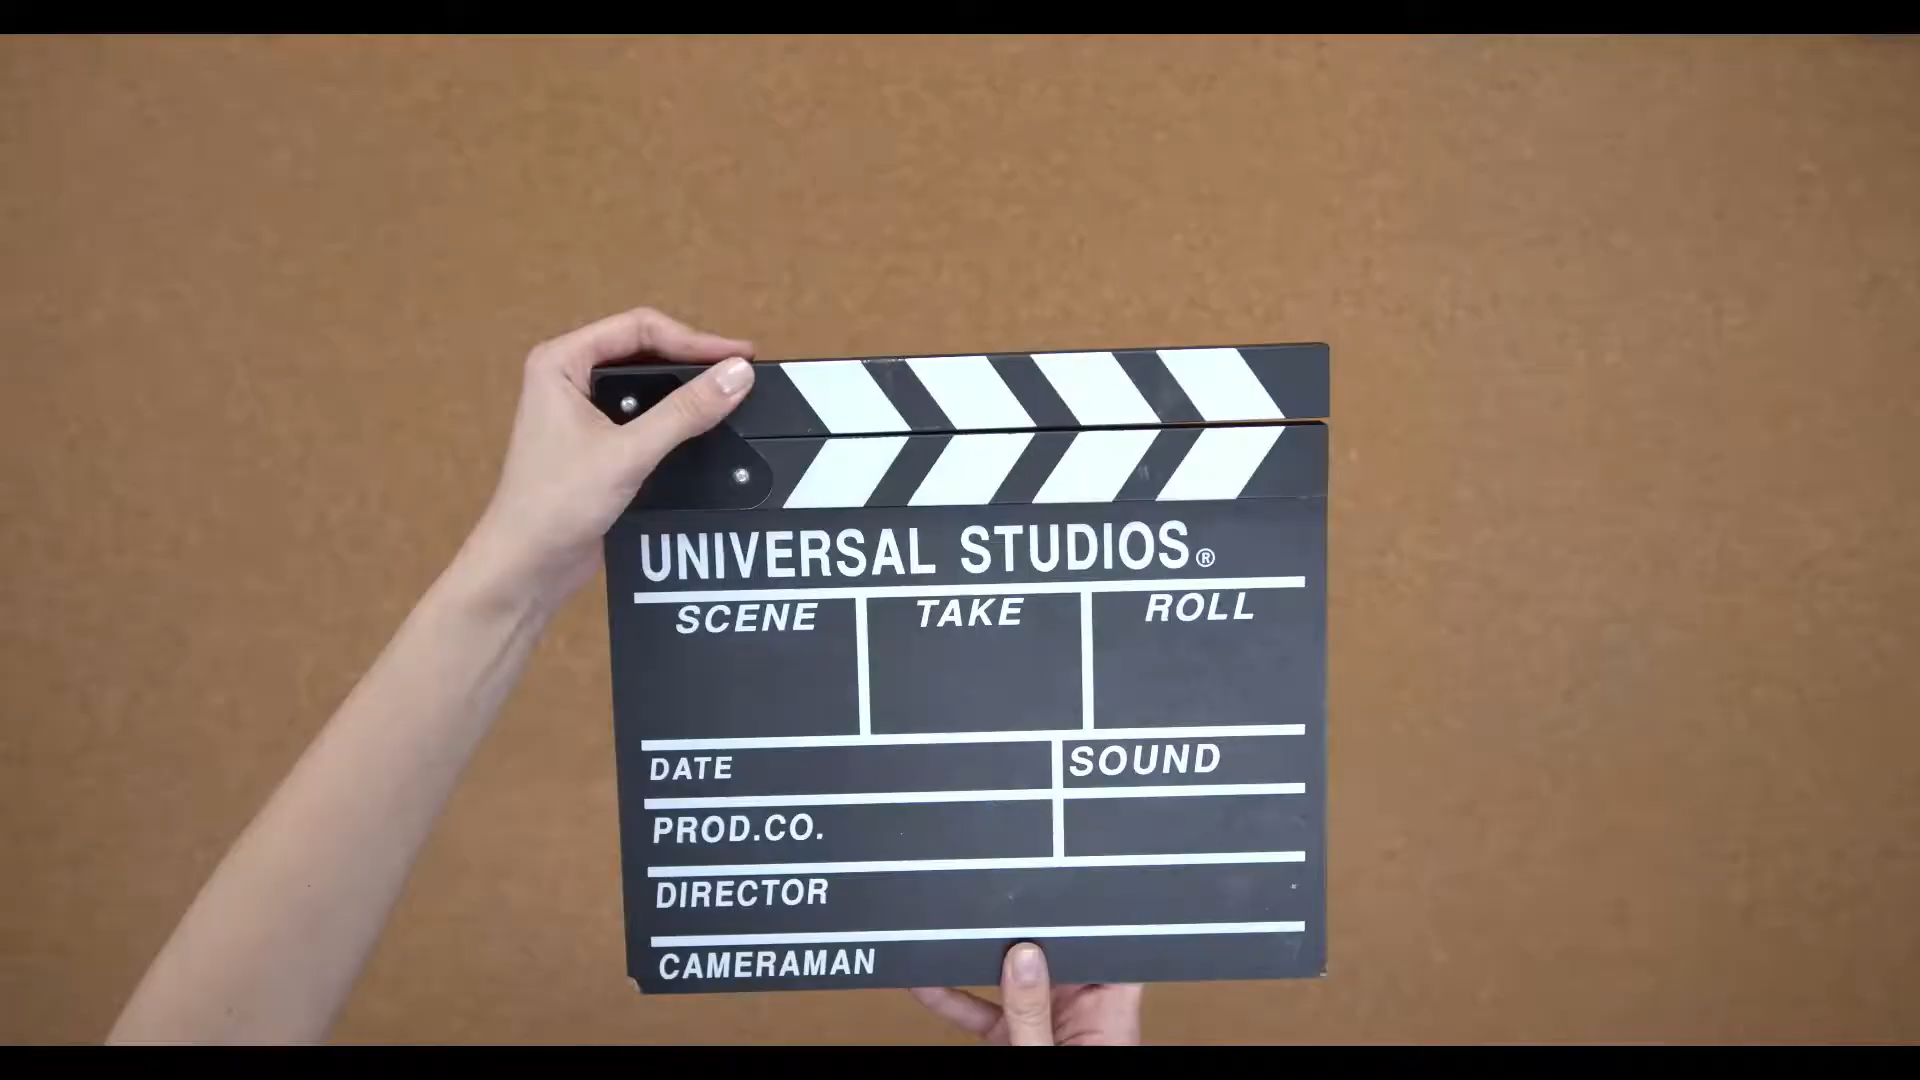 UNIVERSAL STUDIOS®
SCENE TAKE ROLL
DATE SOUND
PROD.CO.
DIRECTOR
CAMERAMAN